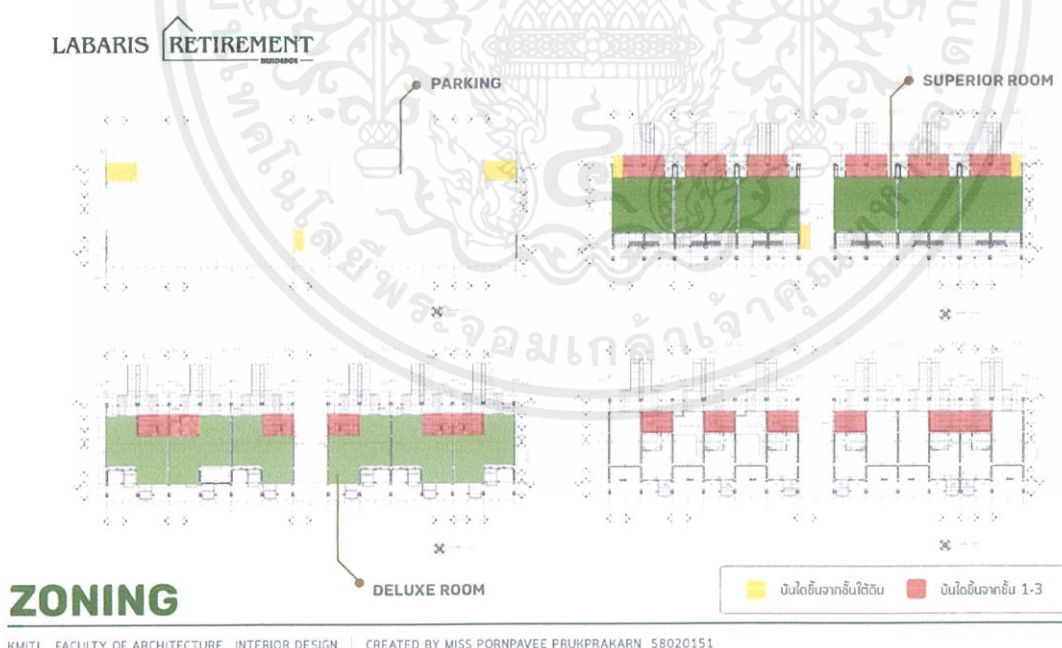 LABARIS RETIREMENT
RESIDENCE
PARKING
SUPERIOR ROOM
DELUXE ROOM
ZONING
บันไดขึ้นจากชั้นใต้ดิน
บันไดขึ้นจากชั้น 1-3
KMITL FACULTY OF ARCHITECTURE INTERIOR DESIGN | CREATED BY MISS PORNPAVEE PRUKPRAKARN 58020151